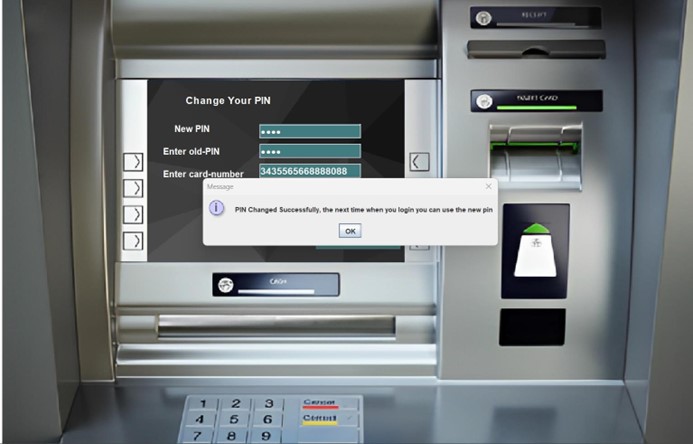 RECEIPT
Change Your PIN
INSERT CARD
New PIN
••••
Enter old-PIN
••••
Enter card-number
3435565668888088
Message
PIN Changed Successfully, the next time when you login you can use the new pin
OK
CASH
1 2 3 Cancel
4 5 6
7 8 9